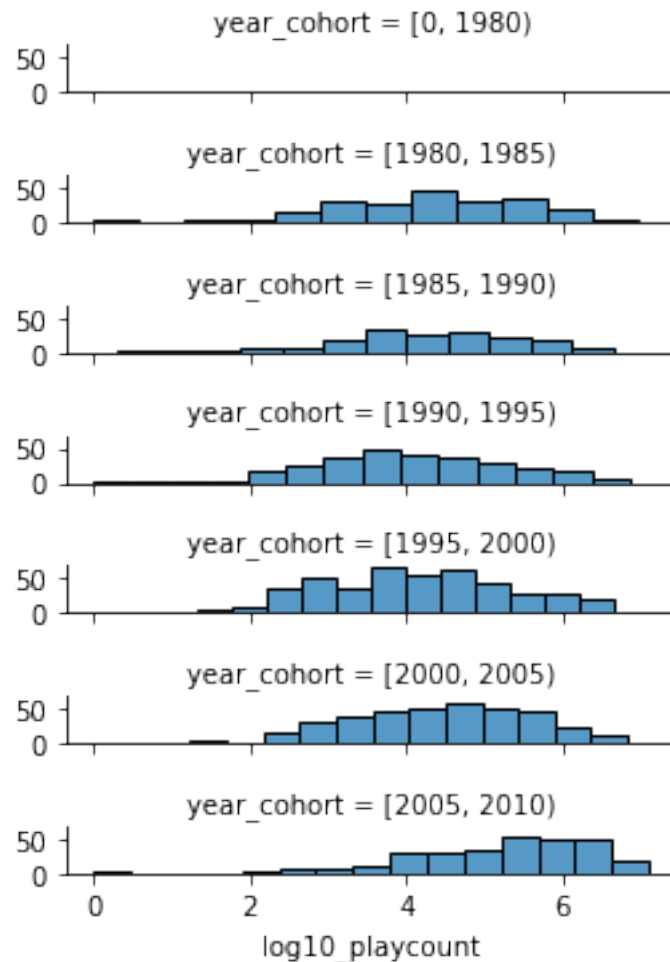 year_cohort = [0, 1980)
50
0
year_cohort = [1980, 1985)
50
0
year_cohort = [1985, 1990)
50
0
year_cohort = [1990, 1995)
50
0
year_cohort = [1995, 2000)
50
0
year_cohort = [2000, 2005)
50
0
year_cohort = [2005, 2010)
50
0
0 2 4 6
log10_playcount